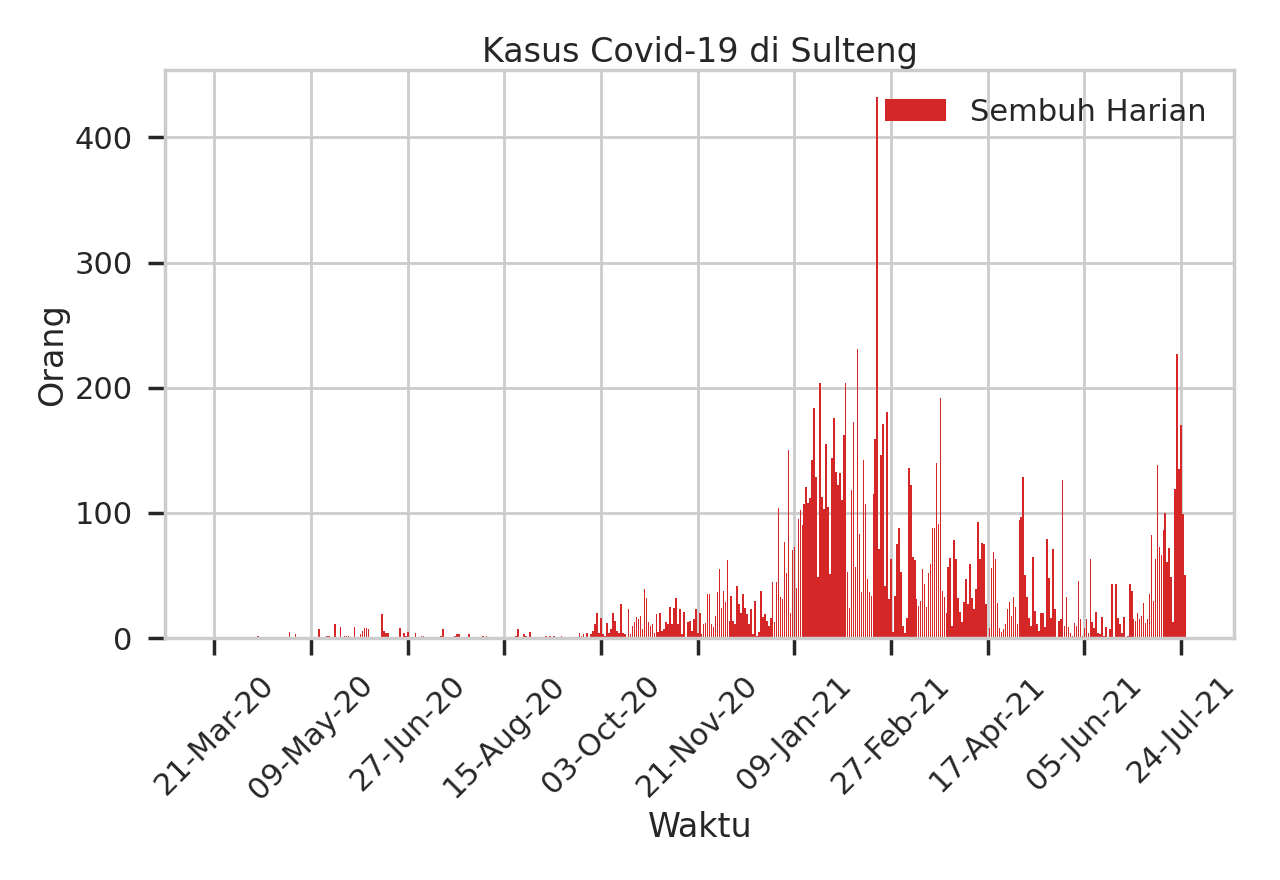 Kasus Covid-19 di Sulteng
Sembuh Harian
Orang
400
300
200
100
0
21-Mar-20
09-May-20
27-Jun-20
15-Aug-20
03-Oct-20
21-Nov-20
09-Jan-21
27-Feb-21
17-Apr-21
05-Jun-21
24-Jul-21
Waktu